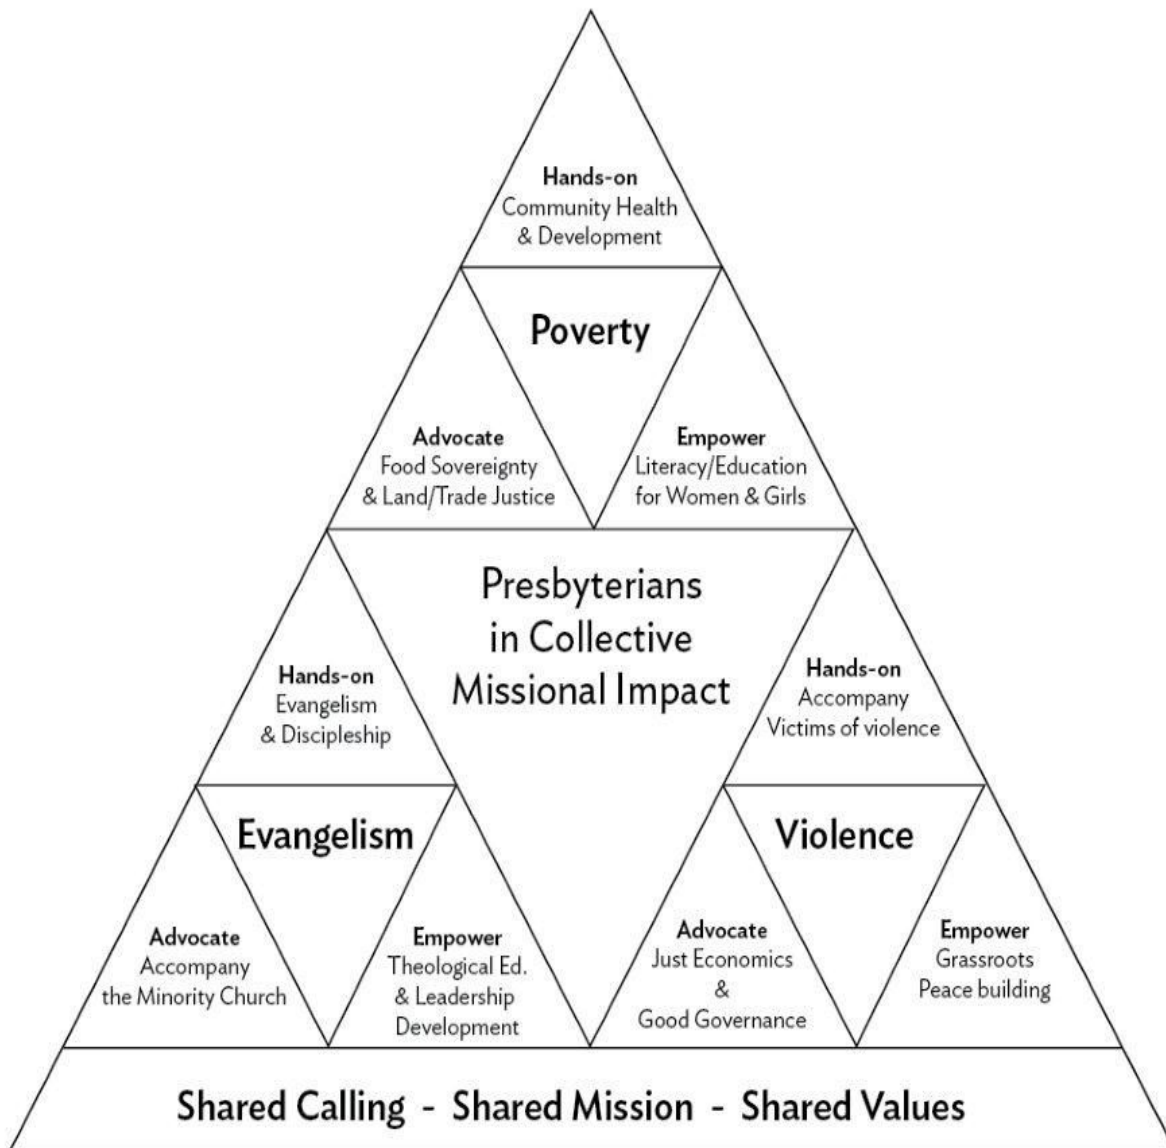 Hands-on
Community Health
& Development
Poverty
Advocate
Food Sovereignty
& Land/Trade Justice
Empower
Literacy/Education
for Women & Girls
Presbyterians
in Collective
Missional Impact
Hands-on
Evangelism
& Discipleship
Hands-on
Accompany
Victims of violence
Evangelism
Advocate
Accompany
the Minority Church
Empower
Theological Ed.
& Leadership
Development
Violence
Advocate
Just Economics
&
Good Governance
Empower
Grassroots
Peace building
Shared Calling - Shared Mission - Shared Values